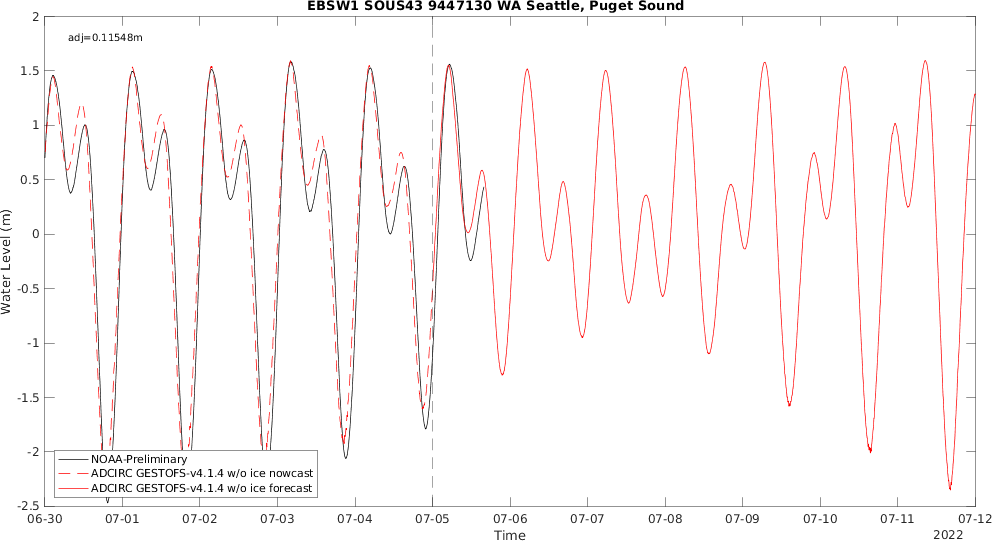 EBSW1 SOUS43 9447130 WA Seattle, Puget Sound
adj=0.11548m
2
1.5
1
0.5
0
-0.5
-1
-1.5
-2
-2.5
Water Level (m)
NOAA-Preliminary
ADCIRC GESTOFS-v4.1.4 w/o ice nowcast
ADCIRC GESTOFS-v4.1.4 w/o ice forecast
06-30 07-01 07-02 07-03 07-04 07-05 07-06 07-07 07-08 07-09 07-10 07-11 07-12
Time
2022